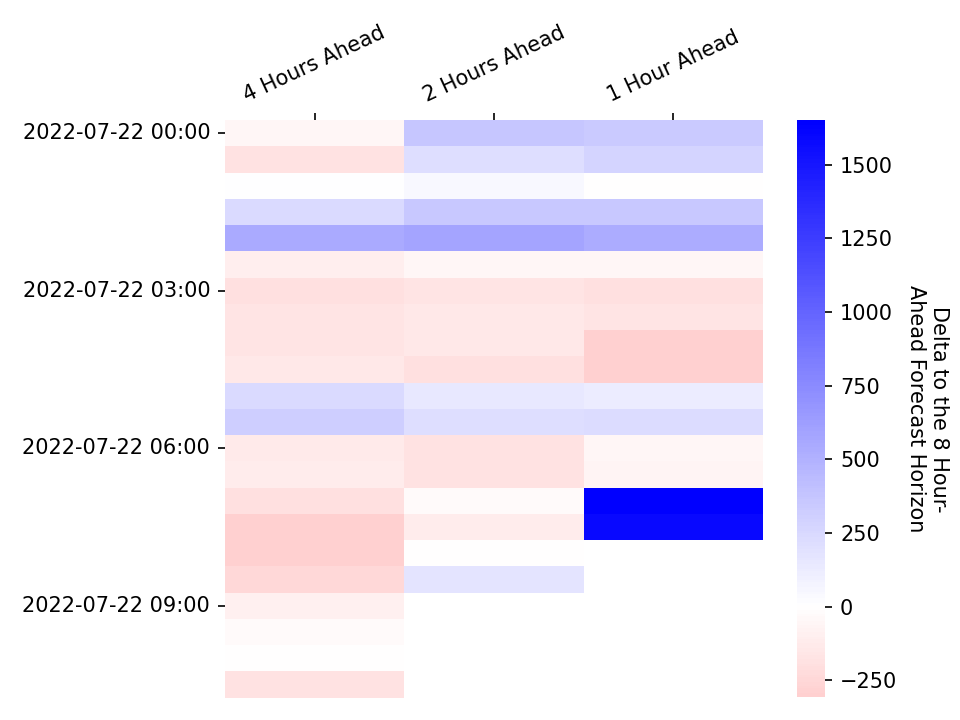 4 Hours Ahead
2 Hours Ahead
1 Hour Ahead
2022-07-22 00:00
2022-07-22 03:00
2022-07-22 06:00
2022-07-22 09:00
1500
1250
1000
750
500
250
0
−250
Delta to the 8 Hour-
Ahead Forecast Horizon